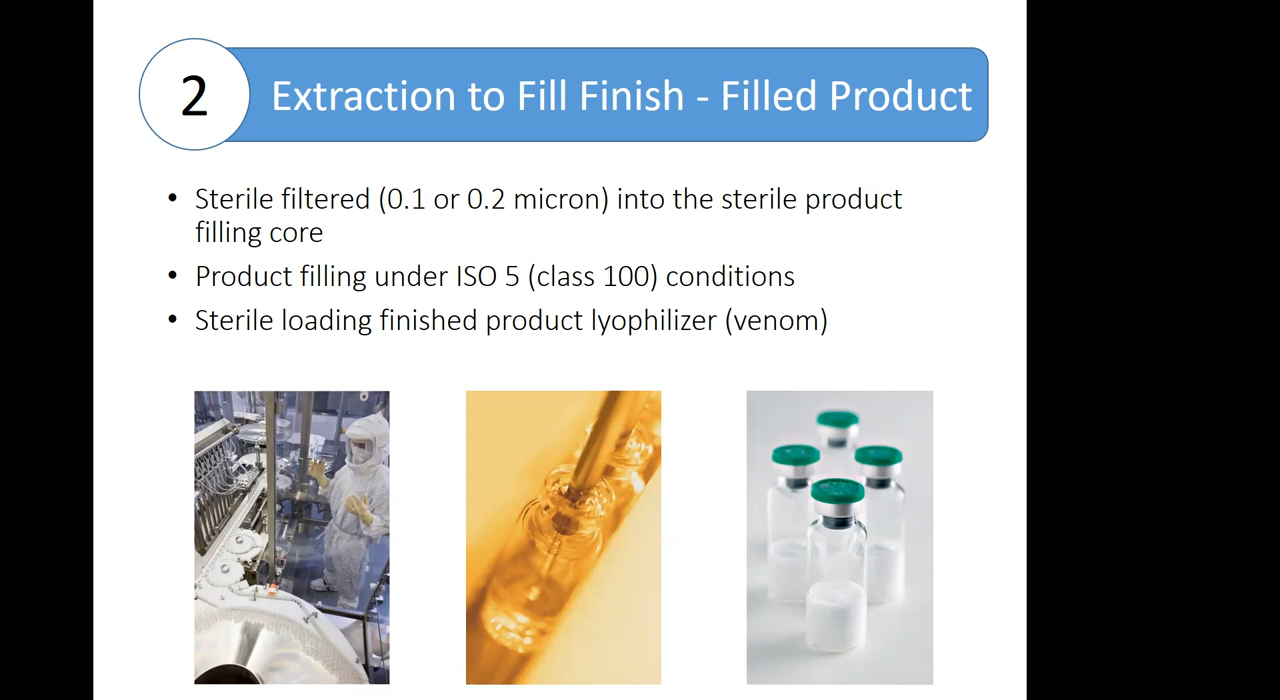 2
Extraction to Fill Finish - Filled Product
• Sterile filtered (0.1 or 0.2 micron) into the sterile product
filling core
• Product filling under ISO 5 (class 100) conditions
• Sterile loading finished product lyophilizer (venom)